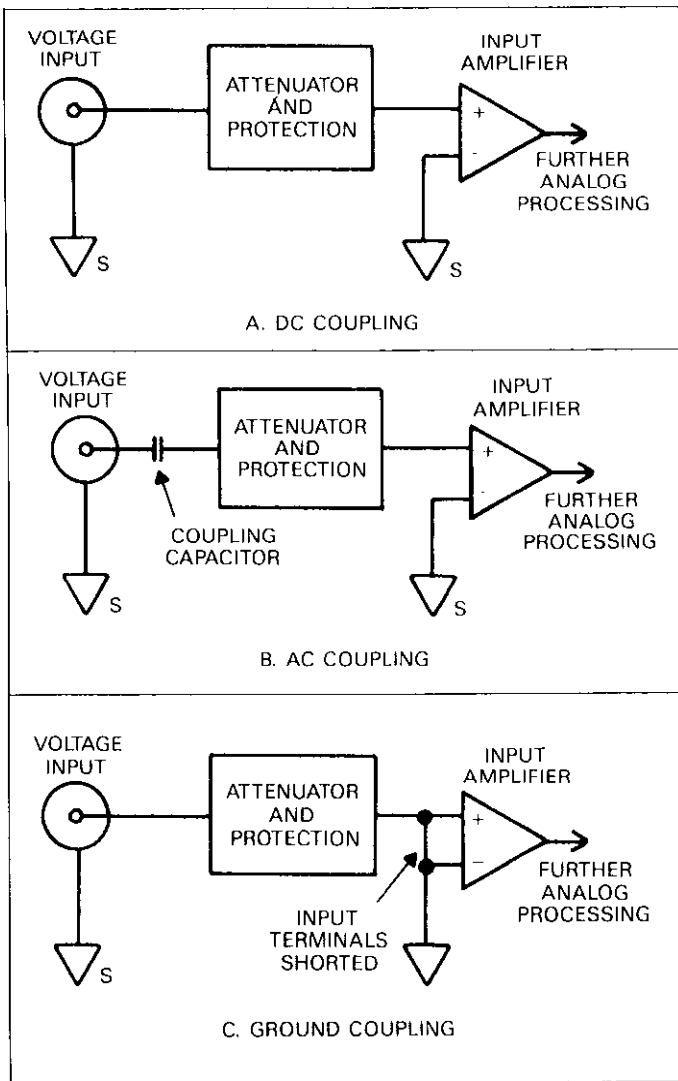 VOLTAGE
INPUT
ATTENUATOR
AND
PROTECTION
INPUT
AMPLIFIER
+
-
FURTHER
ANALOG
PROCESSING
S
S
A. DC COUPLING
VOLTAGE
INPUT
COUPLING
CAPACITOR
ATTENUATOR
AND
PROTECTION
INPUT
AMPLIFIER
+
-
FURTHER
ANALOG
PROCESSING
S
S
B. AC COUPLING
VOLTAGE
INPUT
ATTENUATOR
AND
PROTECTION
INPUT
TERMINALS
SHORTED
INPUT
AMPLIFIER
+
−
FURTHER
ANALOG
PROCESSING
S
C. GROUND COUPLING